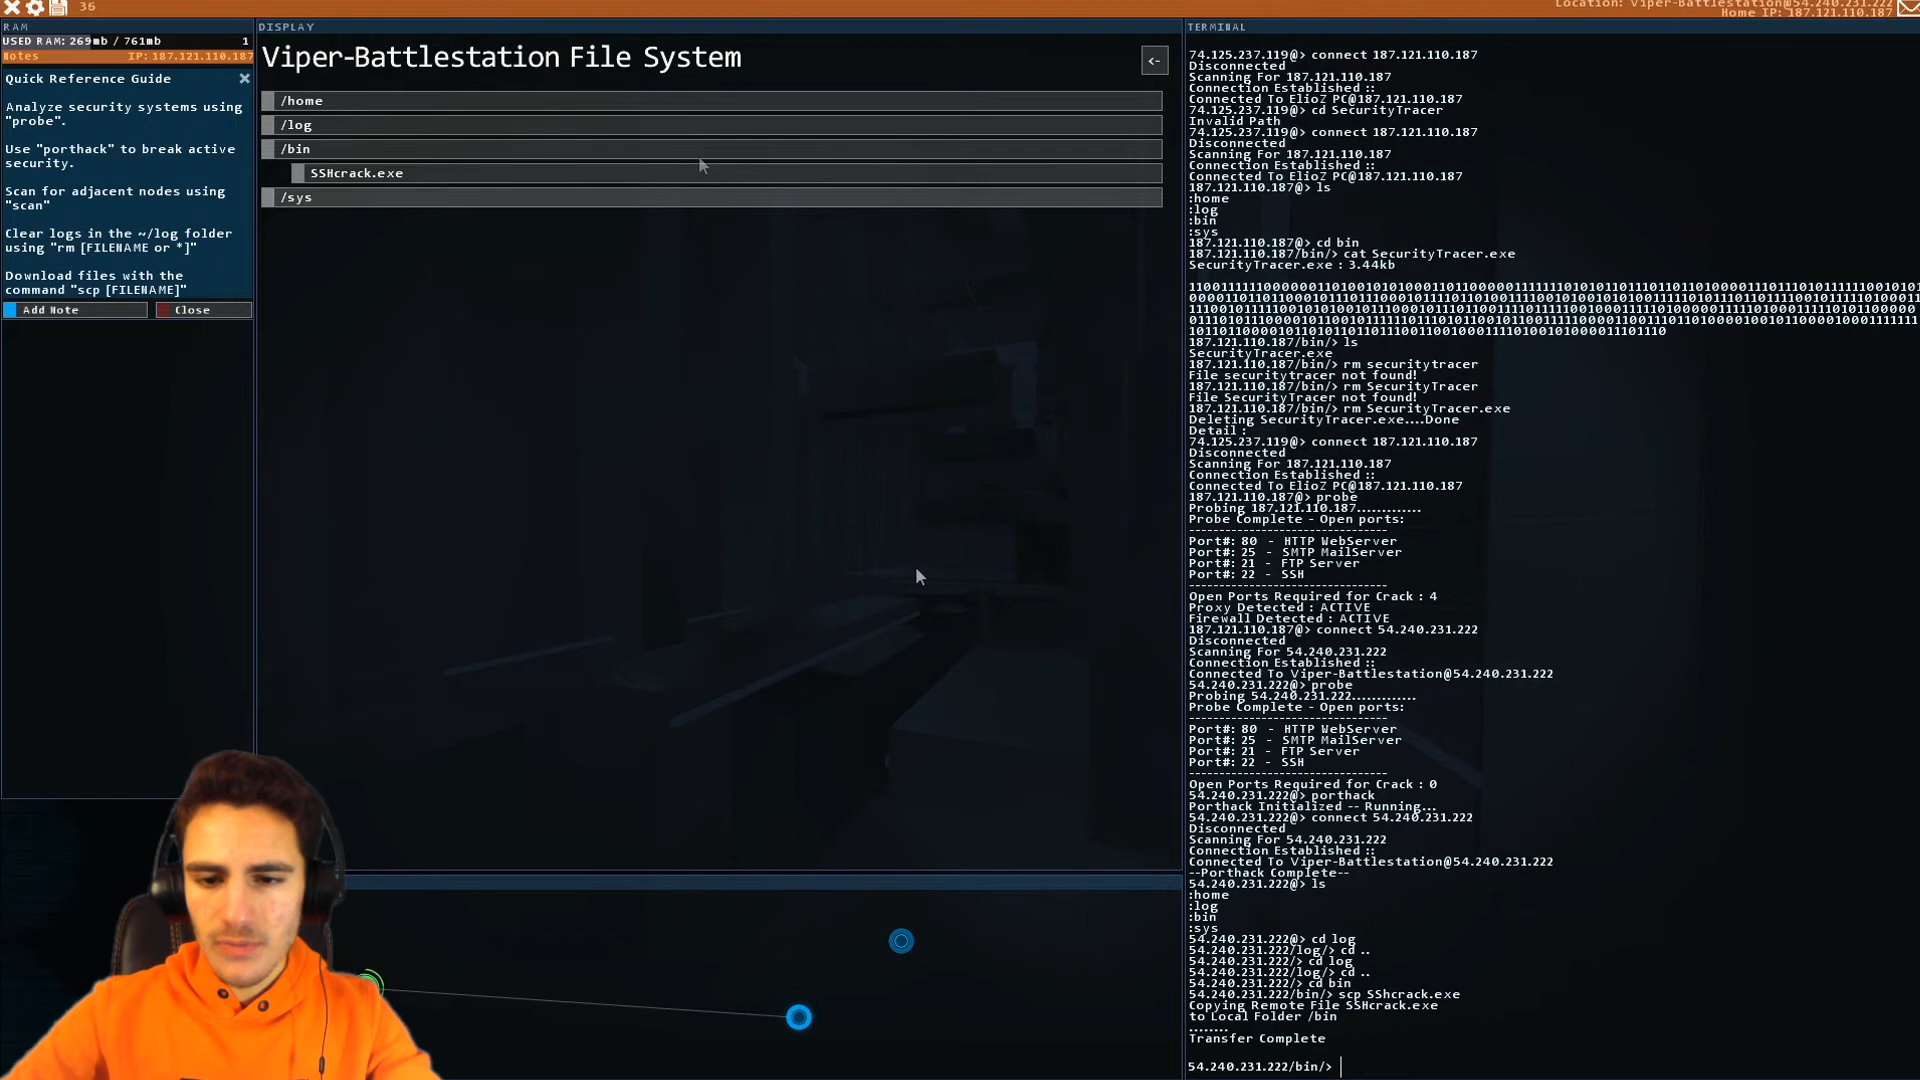 36
Location: Viper-Battlestation@54.240.231.222
Home IP: 187.121.110.187
RAM
USED RAM: 269mb / 761mb
1
Notes
IP: 187.121.110.187
Quick Reference Guide
Analyze security systems using
"probe".
Use "porthack" to break active
security.
Scan for adjacent nodes using
"scan"
Clear logs in the ~/log folder
using "rm [FILENAME or *]"
Download files with the
command "scp [FILENAME]"
Add Note
Close
DISPLAY
Viper-Battlestation File System
<-
/home
/log
/bin
SSHcrack.exe
/sys
TERMINAL
74.125.237.119@> connect 187.121.110.187
Disconnected
Scanning For 187.121.110.187
Connection Established ::
Connected To ElioZ PC@187.121.110.187
74.125.237.119@> cd SecurityTracer
Invalid Path
74.125.237.119@> connect 187.121.110.187
Disconnected
Scanning For 187.121.110.187
Connection Established ::
Connected To ElioZ PC@187.121.110.187
187.121.110.187@> ls
:home
:log
:bin
:sys
187.121.110.187@> cd bin
187.121.110.187/bin/> cat SecurityTracer.exe
SecurityTracer.exe : 3.44kb
187.121.110.187/bin/> ls
SecurityTracer.exe
187.121.110.187/bin/> rm securitytracer
File securitytracer not found!
187.121.110.187/bin/> rm SecurityTracer
File SecurityTracer not found!
187.121.110.187/bin/> rm SecurityTracer.exe
Deleting SecurityTracer.exe....Done
Detail :
74.125.237.119@> connect 187.121.110.187
Disconnected
Scanning For 187.121.110.187
Connection Established ::
Connected To ElioZ PC@187.121.110.187
187.121.110.187@> probe
Probing 187.121.110.187.............
Probe Complete - Open ports:
---------------------------------
Port#: 80 - HTTP WebServer
Port#: 25 - SMTP MailServer
Port#: 21 - FTP Server
Port#: 22 - SSH
---------------------------------
Open Ports Required for Crack : 4
Proxy Detected : ACTIVE
Firewall Detected : ACTIVE
187.121.110.187@> connect 54.240.231.222
Disconnected
Scanning For 54.240.231.222
Connection Established ::
Connected To Viper-Battlestation@54.240.231.222
54.240.231.222@> probe
Probing 54.240.231.222.............
Probe Complete - Open ports:
---------------------------------
Port#: 80 - HTTP WebServer
Port#: 25 - SMTP MailServer
Port#: 21 - FTP Server
Port#: 22 - SSH
---------------------------------
Open Ports Required for Crack : 0
54.240.231.222@> porthack
Porthack Initialized -- Running...
54.240.231.222@> connect 54.240.231.222
Disconnected
Scanning For 54.240.231.222
Connection Established ::
Connected To Viper-Battlestation@54.240.231.222
--Porthack Complete--
54.240.231.222@> ls
:home
:log
:bin
:sys
54.240.231.222@> cd log
54.240.231.222/log/> cd ..
54.240.231.222/> cd log
54.240.231.222/log/> cd ..
54.240.231.222/> cd bin
54.240.231.222/bin/> scp SShcrack.exe
Copying Remote File SSHcrack.exe
to Local Folder /bin
........
Transfer Complete
54.240.231.222/bin/>